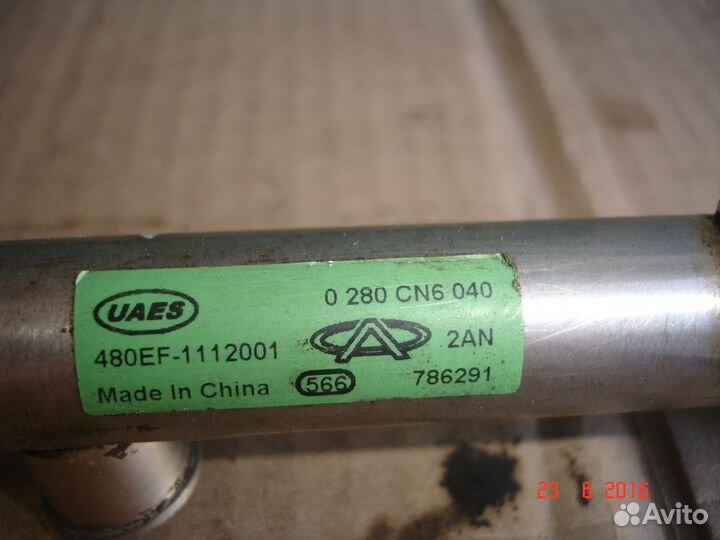 UAES
0 280 CN6 040
480EF-1112001
2AN
Made In China
566
786291
23 6 2016
Avito